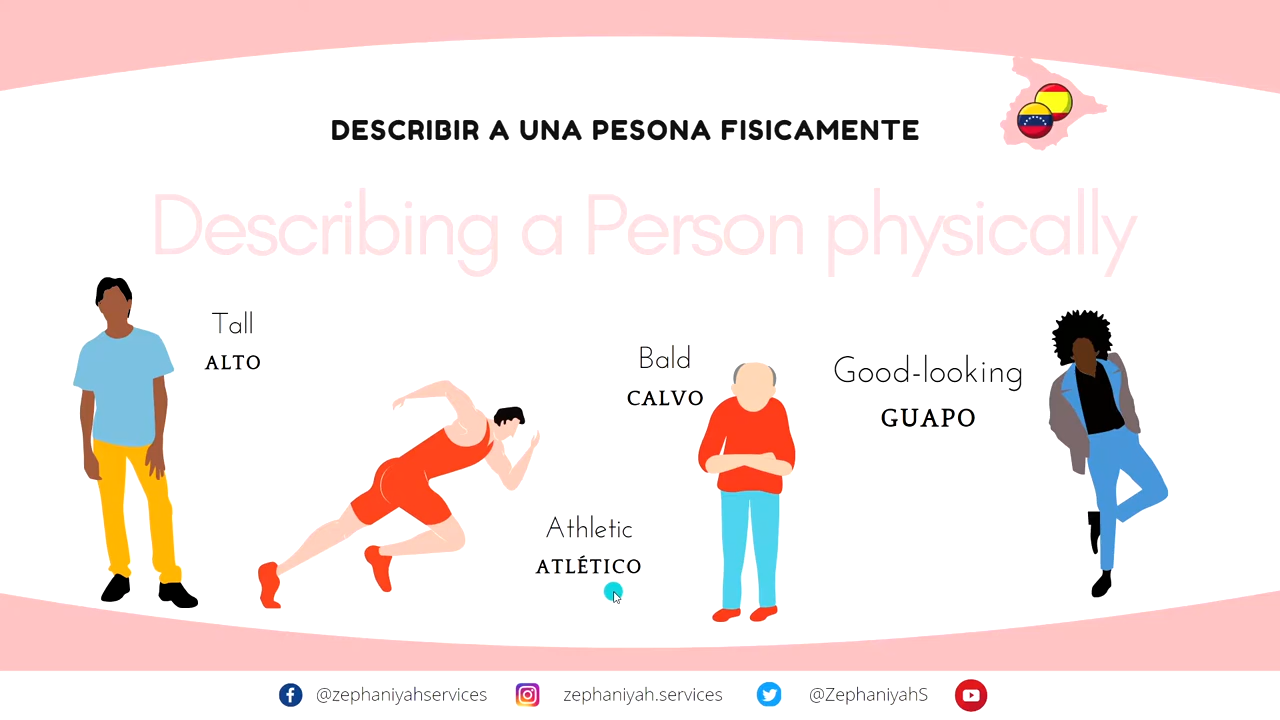 DESCRIBIR A UNA PESONA FISICAMENTE
Describing a Person physically
Tall
ALTO
Athletic
ATLÉTICO
Bald
CALVO
Good-looking
GUAPO
@zephaniyahservices
zephaniyah.services
@ZephaniyahS